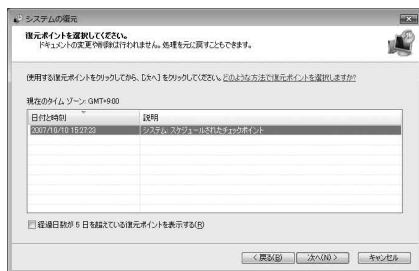 システムの復元
復元ポイントを選択してください。
ドキュメントの変更や削除は行われません。処理を元に戻すこともできます。
使用する復元ポイントをクリックしてから、[次へ] をクリックしてください。どのような方法で復元ポイントを選択しますか?
現在のタイム ゾーン: GMT+9:00
日付と時刻 説明
2007/10/10 15:27:23 システム: スケジュールされたチェックポイント
経過日数が 5 日を超えている復元ポイントを表示する(R)
< 戻る(B) 次へ(N) > キャンセル